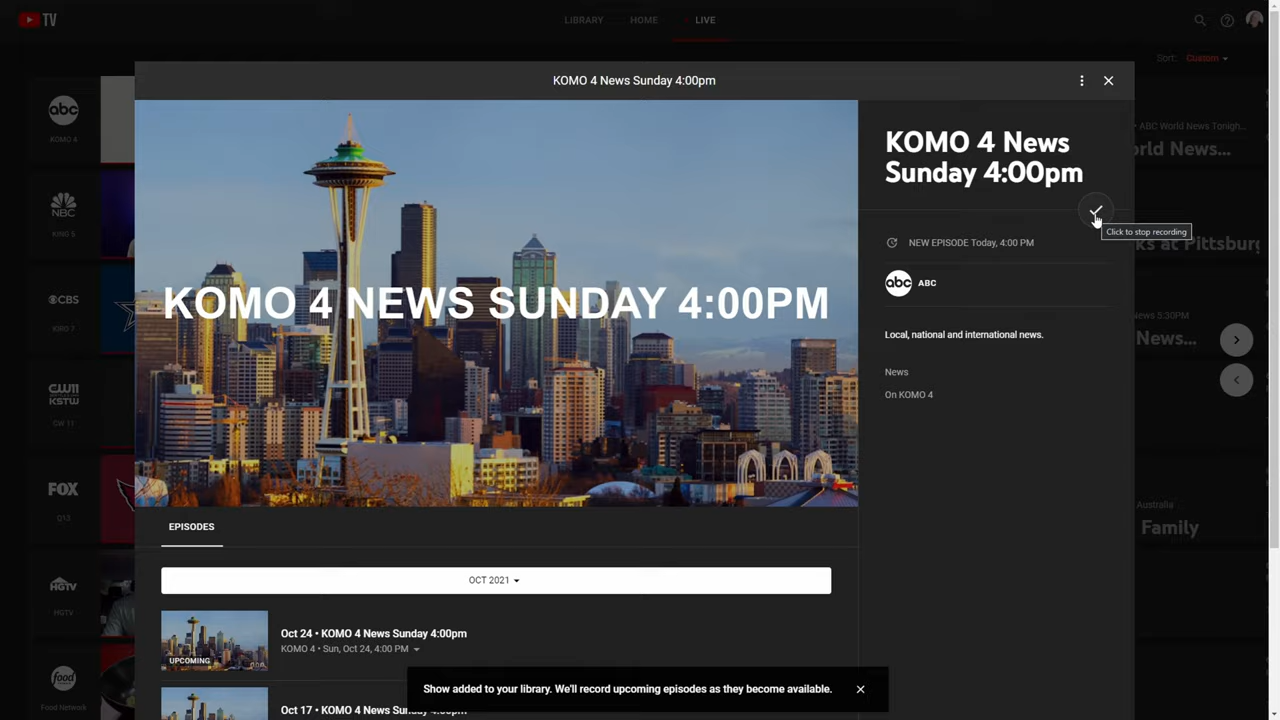 TV
LIBRARY
HOME
LIVE
Sort: Custom
KOMO 4 News Sunday 4:00pm
abc
KOMO 4
NBC
KING 5
CBS
KIRO 7
CW11
KSTW
CW 11
FOX
Q13
HGTV
HGTV
food
Food Network
KOMO 4 NEWS SUNDAY 4:00PM
KOMO 4 News
Sunday 4:00pm
Click to stop recording
NEW EPISODE Today, 4:00 PM
abc
ABC
Local, national and international news.
News
On KOMO 4
• ABC World News Tonigh...
rld News...
ks at Pittsburg
News 5:30PM
News...
Australia
Family
EPISODES
OCT 2021
UPCOMING
Oct 24 • KOMO 4 News Sunday 4:00pm
KOMO 4 • Sun, Oct 24, 4:00 PM
Show added to your library. We'll record upcoming episodes as they become available.
Oct 17 • KOMO 4 News Sunday 4:00pm